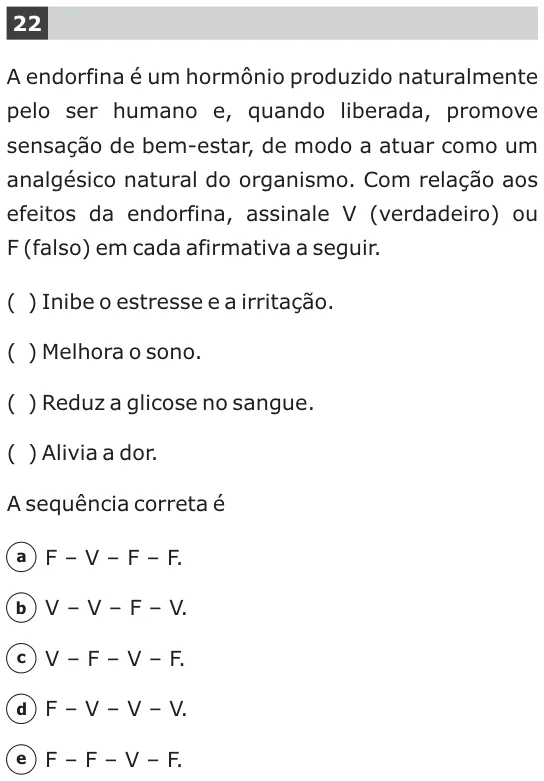 22
A endorfina é um hormônio produzido naturalmente
pelo ser humano e, quando liberada, promove
sensação de bem-estar, de modo a atuar como um
analgésico natural do organismo. Com relação aos
efeitos da endorfina, assinale V (verdadeiro) ou
F (falso) em cada afirmativa a seguir.
( ) Inibe o estresse e a irritação.
( ) Melhora o sono.
( ) Reduz a glicose no sangue.
( ) Alivia a dor.
A sequência correta é
a F – V – F – F.
b V – V – F – V.
c V – F – V – F.
d F – V – V – V.
e F – F – V – F.